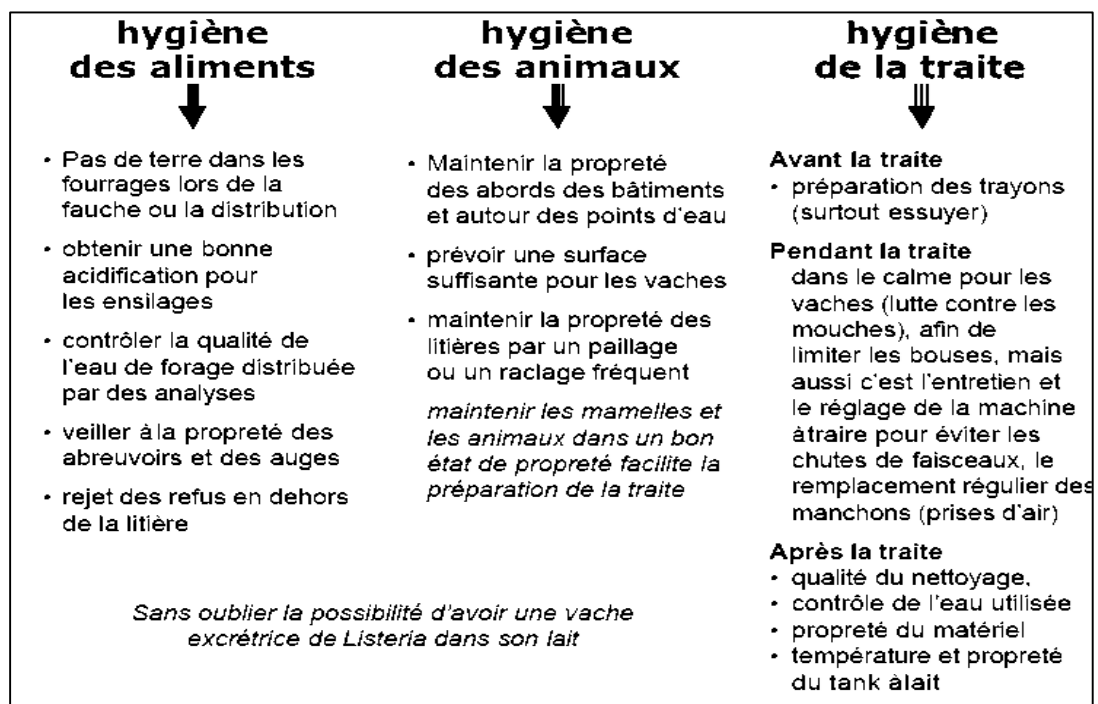 hygiène
des aliments
• Pas de terre dans les
fourrages lors de la
fauche ou la distribution
• obtenir une bonne
acidification pour
les ensilages
• contrôler la qualité de
l'eau de forage distribuée
par des analyses
• veiller àla propreté des
abreuvoirs et des auges
• rejet des refus en dehors
de la litière
hygiène
des animaux
• Maintenir la propreté
des abords des bâtiments
et autour des points d'eau
• prévoir une surface
suffisante pour les vaches
• maintenir la propreté des
litières par un paillage
ou un raclage fréquent
maintenir les mamelles et
les animaux dans un bon
état de propreté facilite la
préparation de la traite
Sans oublier la possibilité d'avoir une vache
excrétrice de Listeria dans son lait
hygiène
de la traite
Avant la traite
• préparation des trayons
(surtout essuyer)
Pendant la traite
dans le calme pour les
vaches (lutte contre les
mouches), afin de
limiter les bouses, mais
aussi c'est l'entretien et
le réglage de la machine
àtraire pour éviter les
chutes de faisceaux, le
remplacement régulier des
manchons (prises d'air)
Après la traite
• qualité du nettoyage,
• contrôle de l'eau utilisée
• propreté du matériel
• température et propreté
du tank àlait